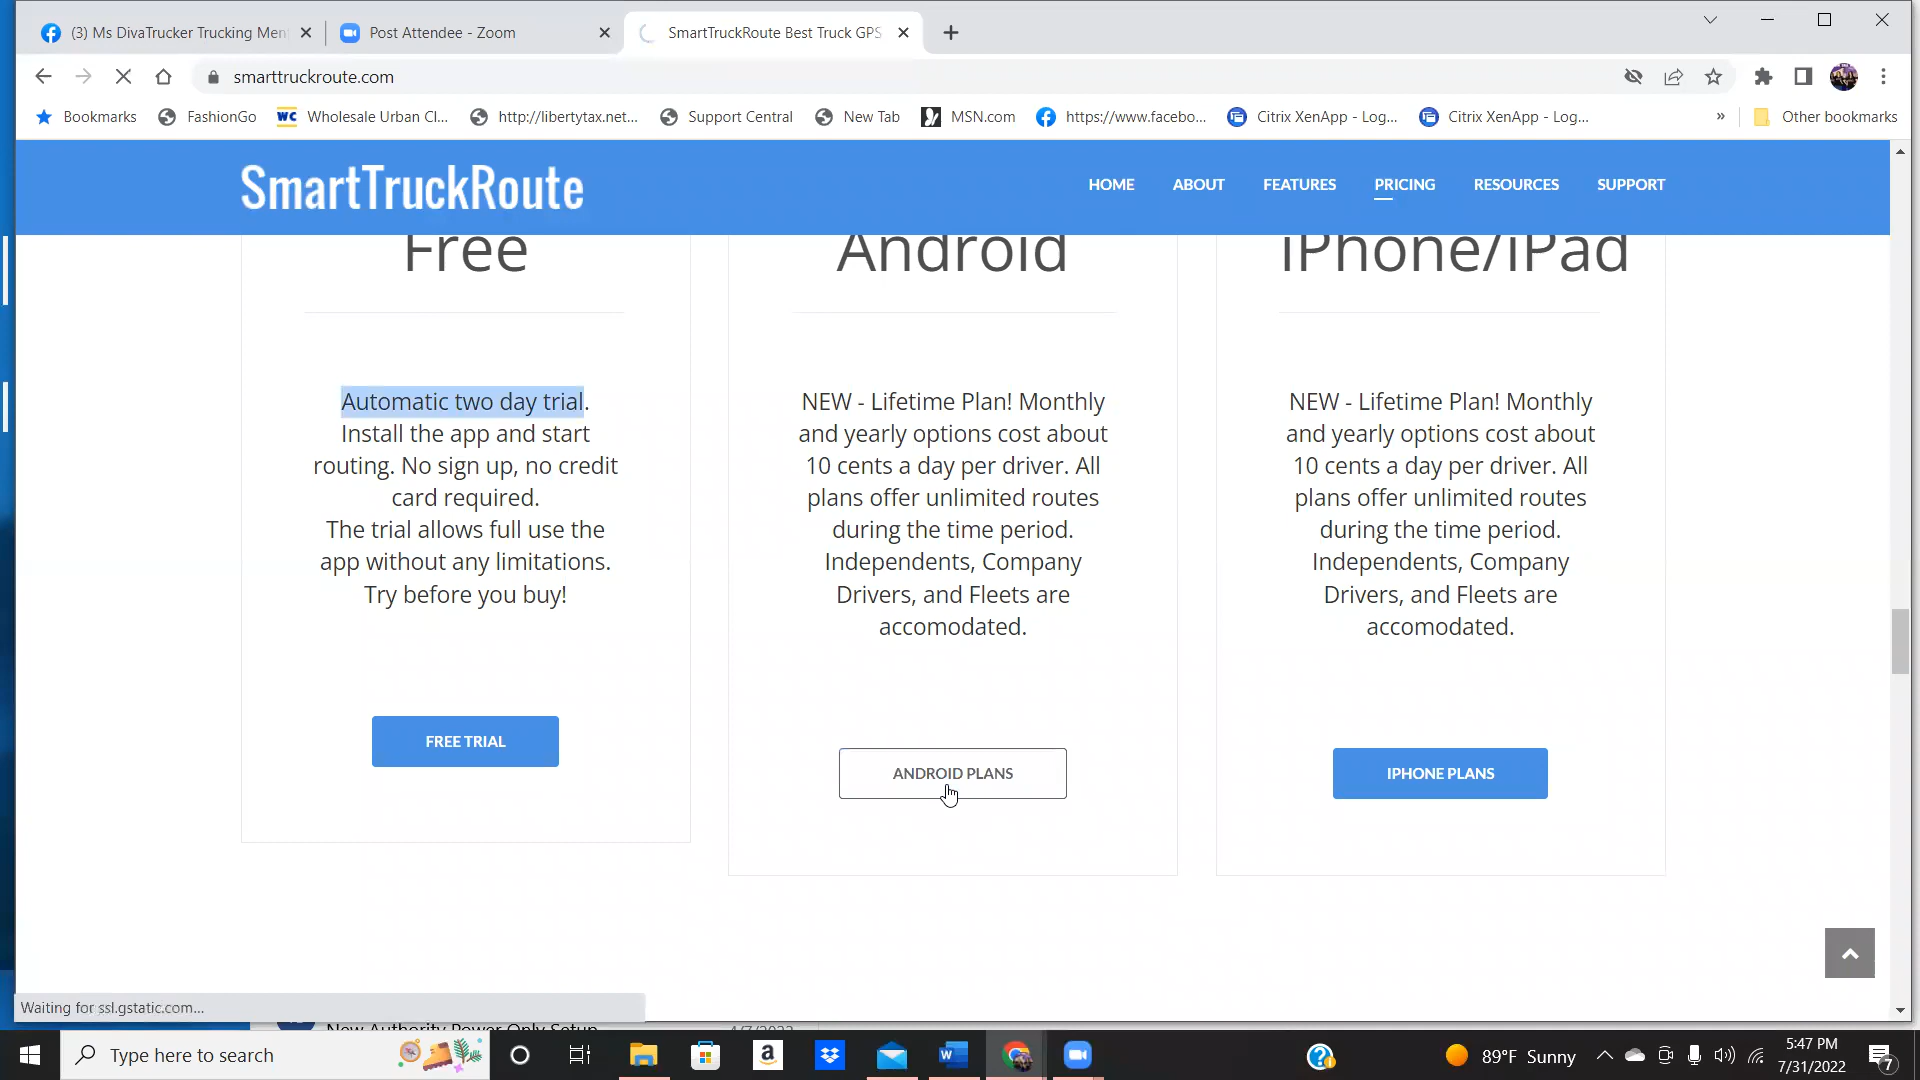 (3) Ms DivaTrucker Trucking Men
Post Attendee - Zoom
SmartTruckRoute Best Truck GPS
smarttruckroute.com
Bookmarks
FashionGo
WC
Wholesale Urban Cl...
http://libertytax.net...
Support Central
New Tab
MSN.com
https://www.facebo...
Citrix XenApp - Log...
Citrix XenApp - Log...
»
Other bookmarks
SmartTruckRoute
HOME
ABOUT
FEATURES
PRICING
RESOURCES
SUPPORT
Free
Automatic two day trial.
Install the app and start
routing. No sign up, no credit
card required.
The trial allows full use the
app without any limitations.
Try before you buy!
FREE TRIAL
Android
NEW - Lifetime Plan! Monthly
and yearly options cost about
10 cents a day per driver. All
plans offer unlimited routes
during the time period.
Independents, Company
Drivers, and Fleets are
accomodated.
ANDROID PLANS
iPhone/iPad
NEW - Lifetime Plan! Monthly
and yearly options cost about
10 cents a day per driver. All
plans offer unlimited routes
during the time period.
Independents, Company
Drivers, and Fleets are
accomodated.
IPHONE PLANS
Waiting for ssl.gstatic.com...
New Authority Power Only Setup
4/7/2022
Type here to search
89°F Sunny
5:47 PM
7/31/2022
7